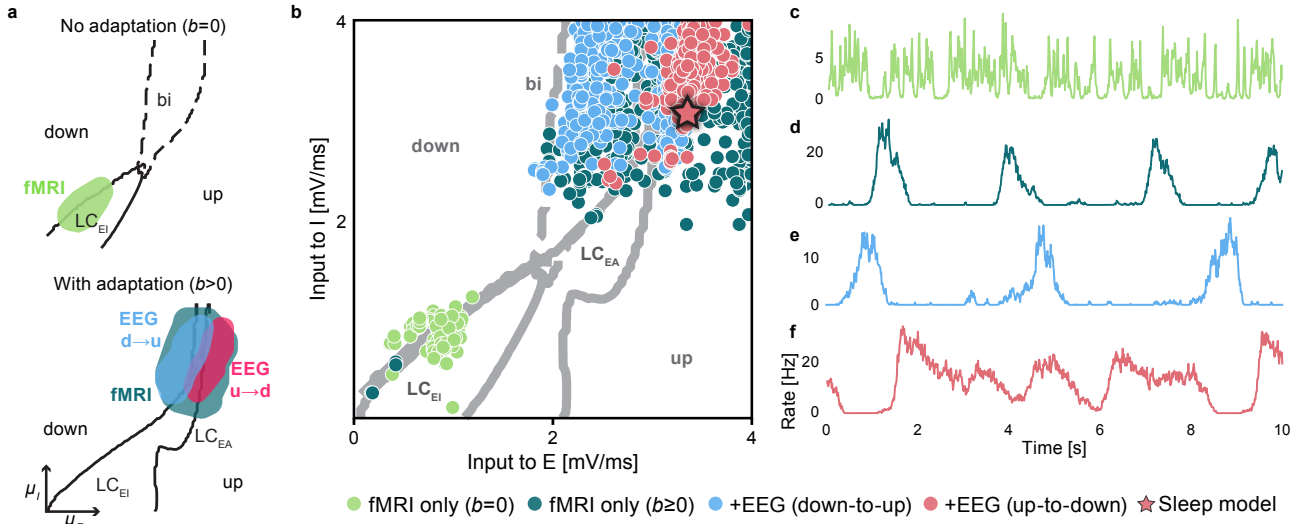 a
No adaptation (b=0)
bi
down
fMRI
LC_EI
up
With adaptation (b>0)
EEG
d→u
EEG
u→d
fMRI
down
LC_EA
LC_EI
up
μ_I
b
4
2
0
2
4
Input to I [mV/ms]
Input to E [mV/ms]
bi
down
LC_EA
up
LC_EI
c
5
0
d
20
0
e
10
0
f
20
0
Rate [Hz]
0
2
4
6
8
10
Time [s]
fMRI only (b=0)
fMRI only (b≥0)
+EEG (down-to-up)
+EEG (up-to-down)
Sleep model